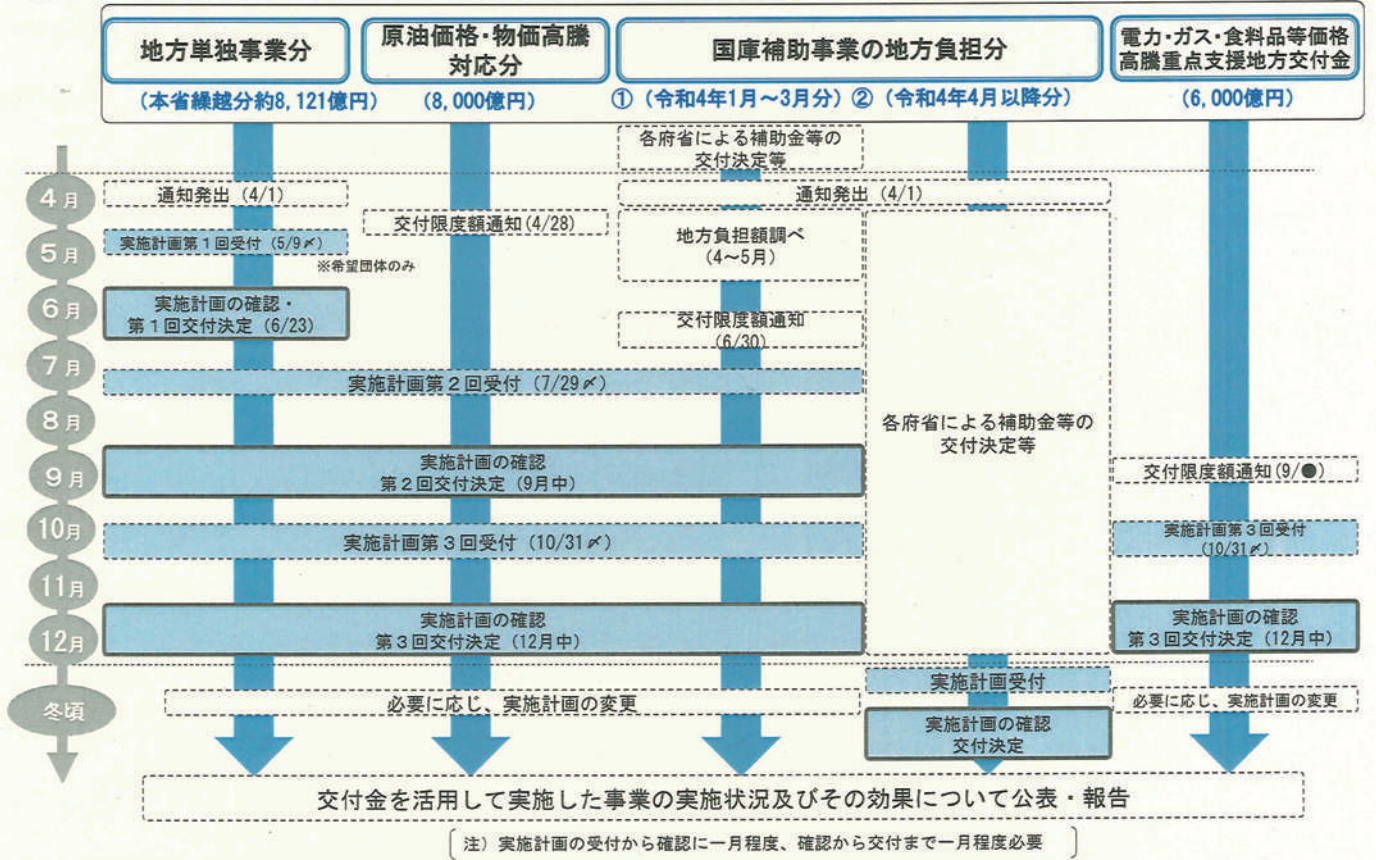 地方単独事業分
(本省繰越分約8,121億円)
原油価格・物価高騰
対応分
(8,000億円)
国庫補助事業の地方負担分
①（令和4年1月～3月分）②（令和4年4月以降分）
電力・ガス・食料品等価格
高騰重点支援地方交付金
(6,000億円)
各府省による補助金等の
交付決定等
4月
通知発出（4/1）
通知発出（4/1）
交付限度額通知(4/28)
地方負担額調べ
(4～5月)
5月
実施計画第１回受付（5/9〆）
※希望団体のみ
6月
実施計画の確認・
第１回交付決定（6/23）
交付限度額通知
(6/30)
7月
実施計画第２回受付（7/29〆）
8月
各府省による補助金等の
交付決定等
9月
実施計画の確認
第２回交付決定（9月中）
交付限度額通知(9/●)
10月
実施計画第３回受付（10/31〆）
実施計画第３回受付
(10/31〆)
11月
12月
実施計画の確認
第３回交付決定（12月中）
実施計画の確認
第３回交付決定（12月中）
冬頃
実施計画受付
必要に応じ、実施計画の変更
必要に応じ、実施計画の変更
実施計画の確認
交付決定
交付金を活用して実施した事業の実施状況及びその効果について公表・報告
注）実施計画の受付から確認に一月程度、確認から交付まで一月程度必要